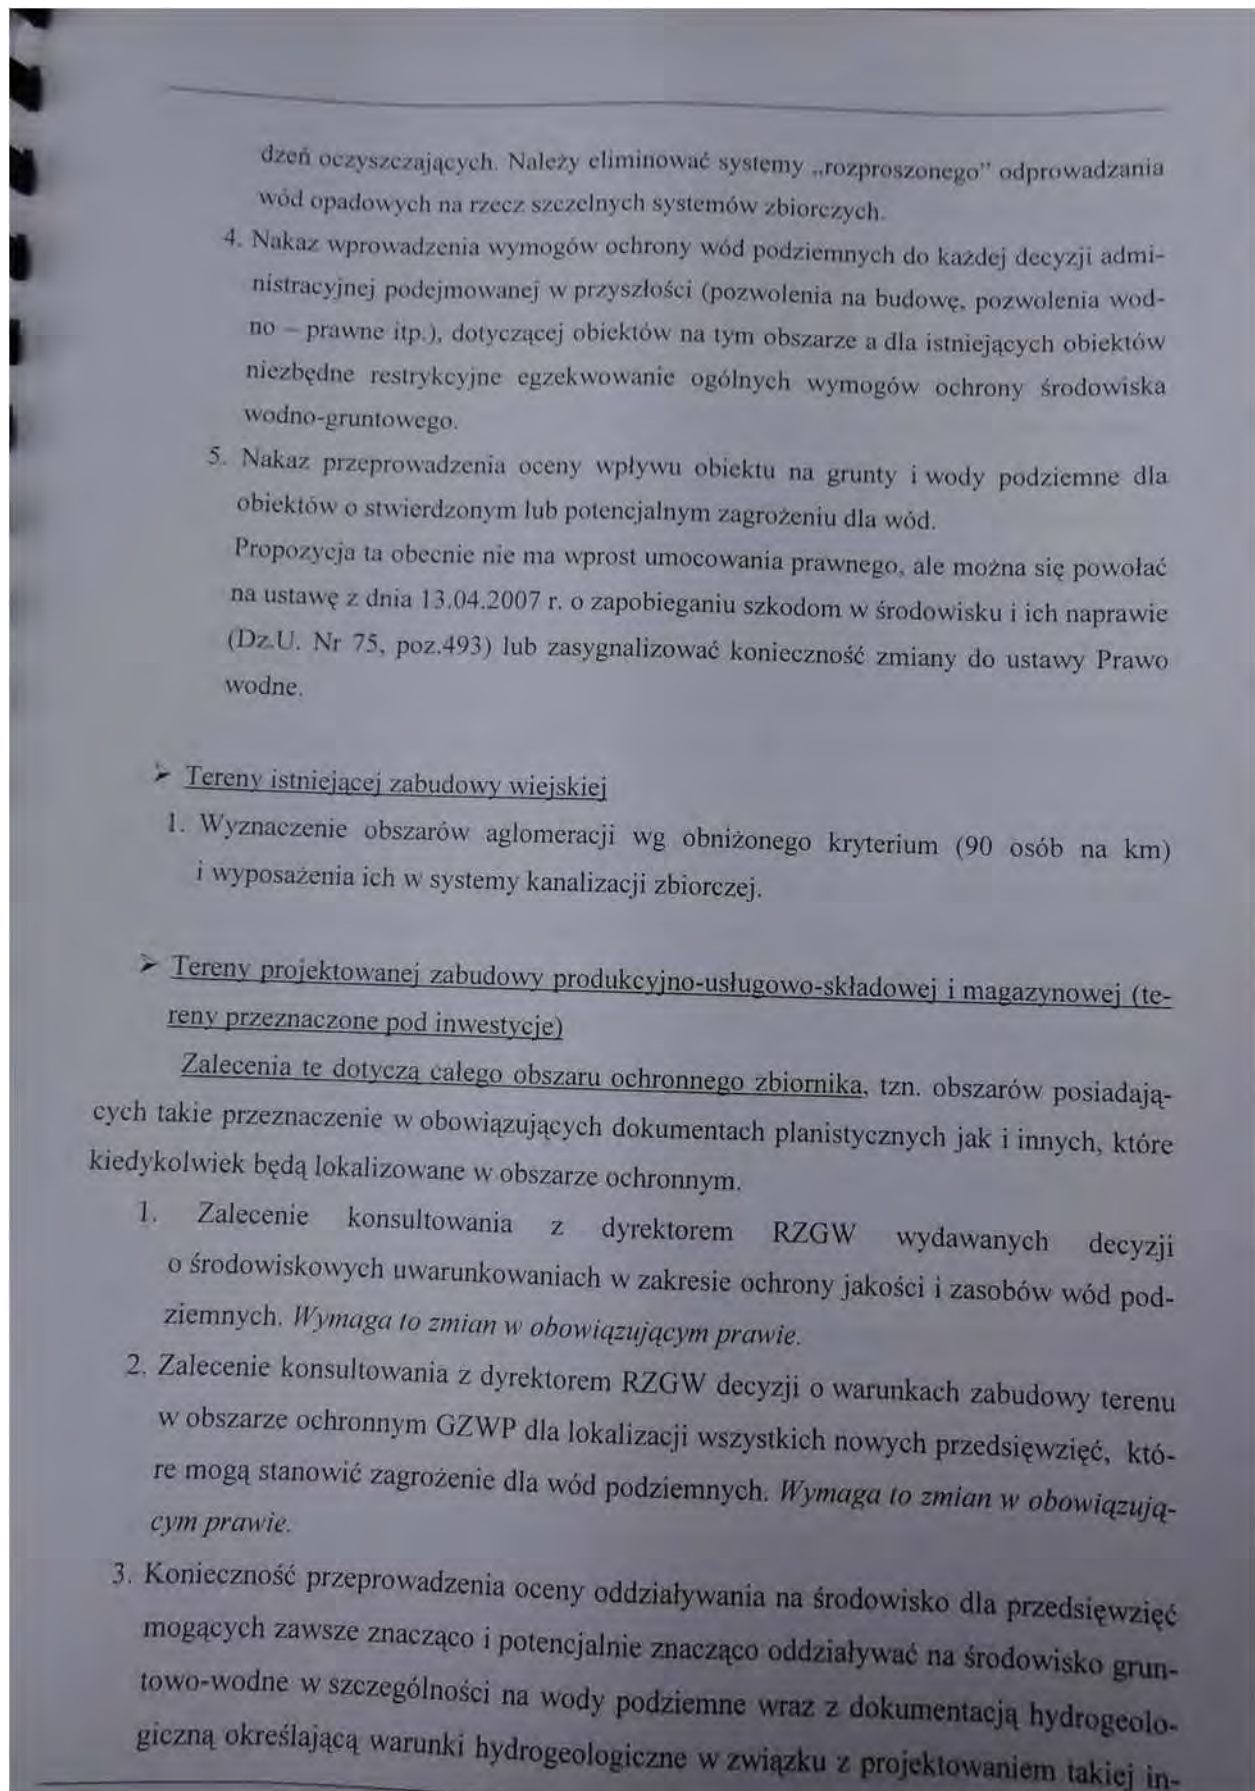 dzeń oczyszczających. Należy eliminować systemy „rozproszonego” odprowadzania
wód opadowych na rzecz szczelnych systemów zbiorczych.
4. Nakaz wprowadzenia wymogów ochrony wód podziemnych do każdej decyzji admi-
nistracyjnej podejmowanej w przyszłości (pozwolenia na budowę, pozwolenia wod-
no – prawne itp.), dotyczącej obiektów na tym obszarze a dla istniejących obiektów
niezbędne restrykcyjne egzekwowanie ogólnych wymogów ochrony środowiska
wodno-gruntowego.
5. Nakaz przeprowadzenia oceny wpływu obiektu na grunty i wody podziemne dla
obiektów o stwierdzonym lub potencjalnym zagrożeniu dla wód.
Propozycja ta obecnie nie ma wprost umocowania prawnego, ale można się powołać
na ustawę z dnia 13.04.2007 r. o zapobieganiu szkodom w środowisku i ich naprawie
(Dz.U. Nr 75, poz.493) lub zasygnalizować konieczność zmiany do ustawy Prawo
wodne.
➢ Tereny istniejącej zabudowy wiejskiej
1. Wyznaczenie obszarów aglomeracji wg obniżonego kryterium (90 osób na km)
i wyposażenia ich w systemy kanalizacji zbiorczej.
➢ Tereny projektowanej zabudowy produkcyjno-usługowo-składowej i magazynowej (te-
reny przeznaczone pod inwestycje)
Zalecenia te dotyczą całego obszaru ochronnego zbiornika, tzn. obszarów posiadają-
cych takie przeznaczenie w obowiązujących dokumentach planistycznych jak i innych, które
kiedykolwiek będą lokalizowane w obszarze ochronnym.
1. Zalecenie konsultowania z dyrektorem RZGW wydawanych decyzji
o środowiskowych uwarunkowaniach w zakresie ochrony jakości i zasobów wód pod-
ziemnych. Wymaga to zmian w obowiązującym prawie.
2. Zalecenie konsultowania z dyrektorem RZGW decyzji o warunkach zabudowy terenu
w obszarze ochronnym GZWP dla lokalizacji wszystkich nowych przedsięwzięć, któ-
re mogą stanowić zagrożenie dla wód podziemnych. Wymaga to zmian w obowiązują-
cym prawie.
3. Konieczność przeprowadzenia oceny oddziaływania na środowisko dla przedsięwzięć
mogących zawsze znacząco i potencjalnie znacząco oddziaływać na środowisko grun-
towo-wodne w szczególności na wody podziemne wraz z dokumentacją hydrogeolo-
giczną określającą warunki hydrogeologiczne w związku z projektowaniem takiej in-